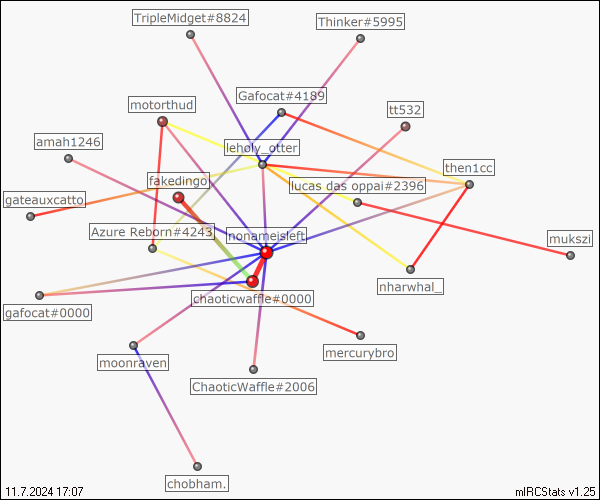 TripleMidget#8824
Thinker#5995
Gafocat#4189
motorthud
tt532
amah1246
lehøly_otter
then1cc
fakedingo
lucas das oppai#2396
gateauxcatto
Azure Reborn#4243
nonameisleft
mukszi
nharwhal_
chaoticwaffle#0000
gafocat#0000
mercurybro
moonraven
ChaoticWaffle#2006
chobham.
11.7.2024 17:07
mIRCStats v1.25